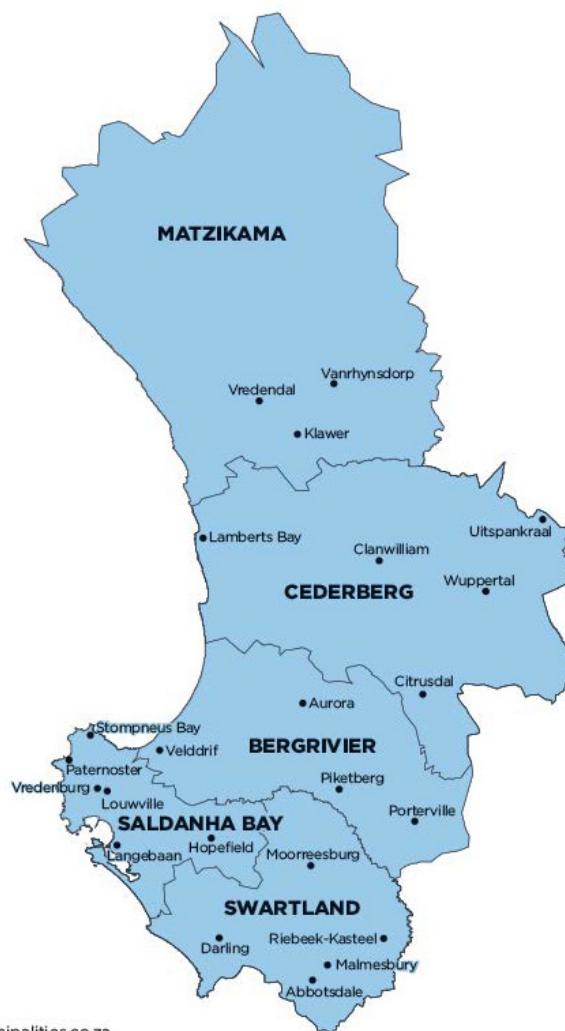 MATZIKAMA
Vanrhynsdorp
Vredendal
Klawer
Uitspankraal
Lamberts Bay
Clanwilliam
Wuppertal
CEDERBERG
Citrusdal
Aurora
Stompneus Bay
BERGRIVIER
Velddrif
Paternoster
Piketberg
Vredenburg
Louwville
Porterville
SALDANHA BAY
Hopefield
Langebaan
Moorreesburg
SWARTLAND
Riebeek-Kasteel
Darling
Malmesbury
Abbotsdale